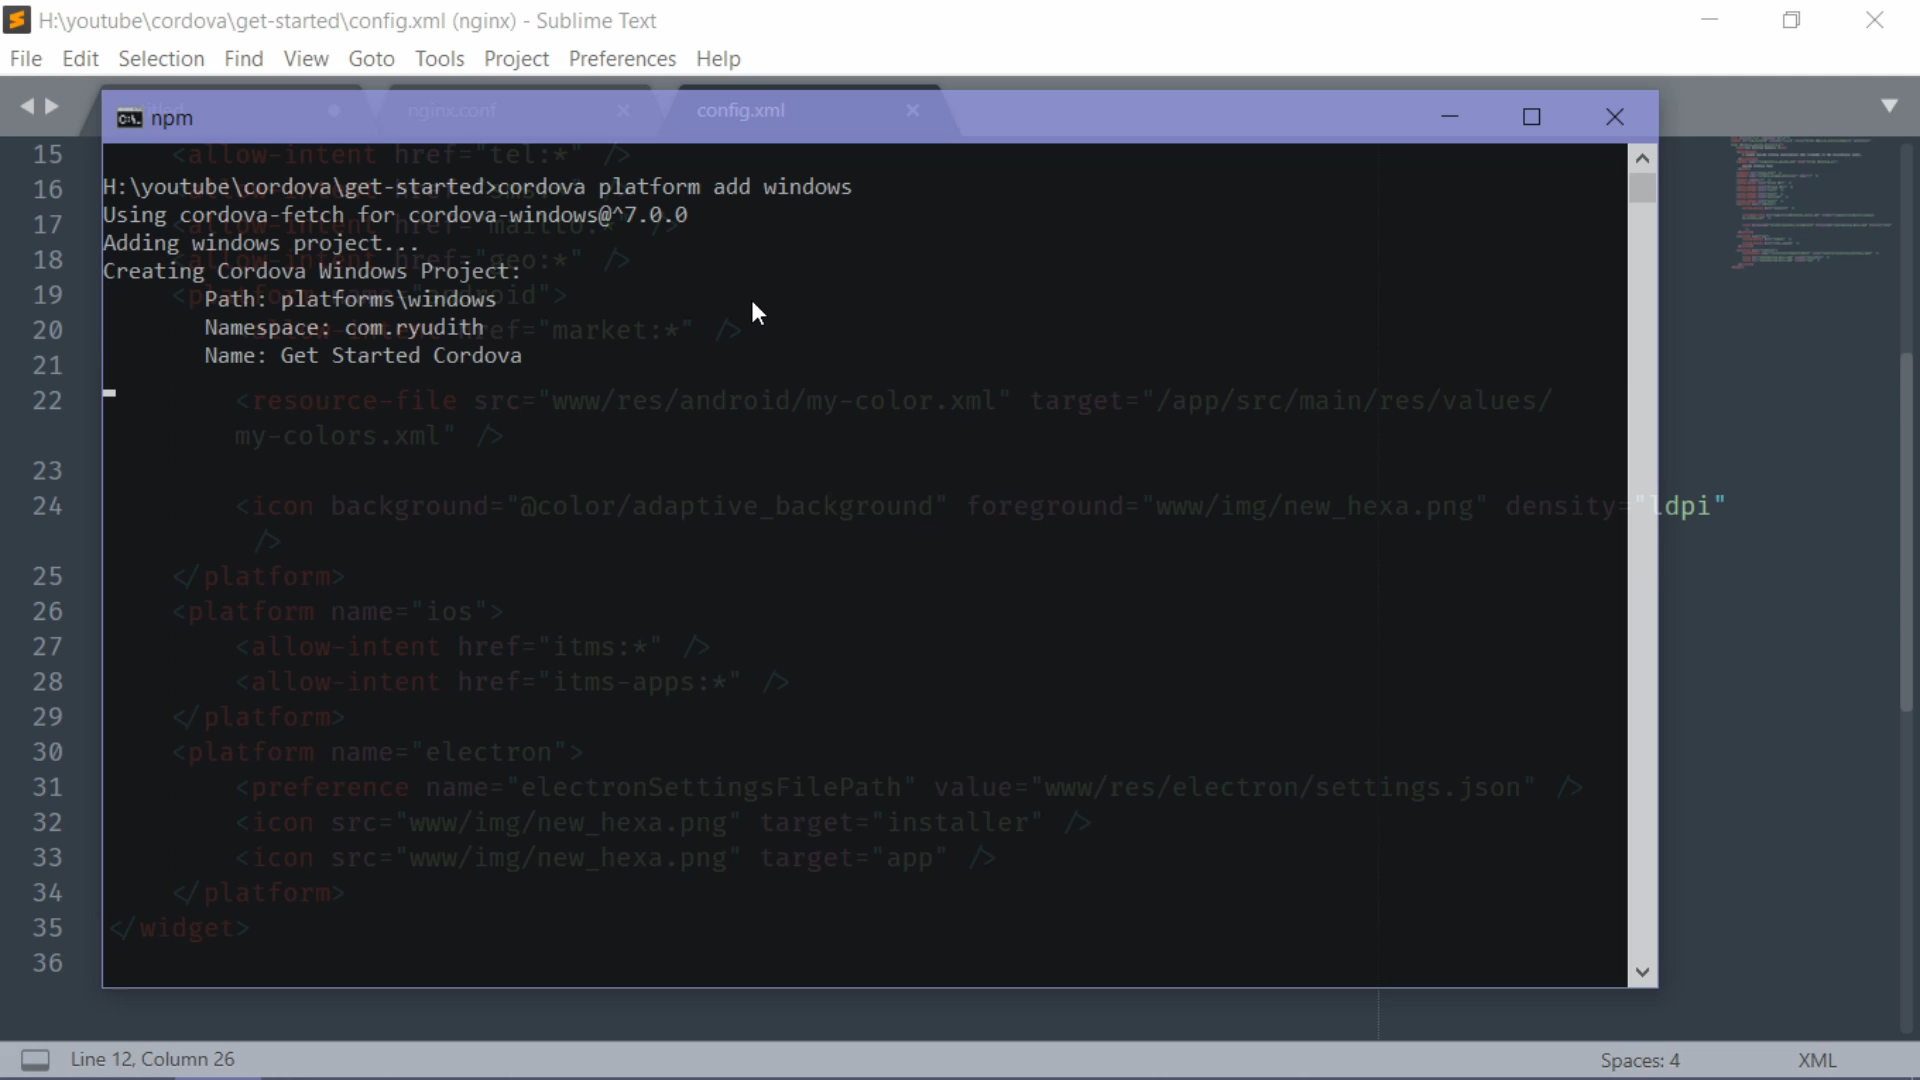 H:\youtube\cordova\get-started\config.xml (nginx) - Sublime Text
File Edit Selection Find View Goto Tools Project Preferences Help
nginx.conf config.xml
npm
15 <allow-intent href="tel:*" />
H:\youtube\cordova\get-started>cordova platform add windows
16
Using cordova-fetch for cordova-windows@^7.0.0
17
Adding windows project...
18
Creating Cordova Windows Project:
19
Path: platforms\windows
20
Namespace: com.ryudith
Name: Get Started Cordova
21
22 <resource-file src="www/res/android/my-color.xml" target="/app/src/main/res/values/
my-colors.xml" />
23
24 <icon background="@color/adaptive_background" foreground="www/img/new_hexa.png" density="ldpi"
/>
25 </platform>
26 <platform name="ios">
27 <allow-intent href="itms:*" />
28 <allow-intent href="itms-apps:*" />
29 </platform>
30 <platform name="electron">
31 <preference name="electronSettingsFilePath" value="www/res/electron/settings.json" />
32 <icon src="www/img/new_hexa.png" target="installer" />
33 <icon src="www/img/new_hexa.png" target="app" />
34 </platform>
35 </widget>
36
Line 12, Column 26
Spaces: 4
XML